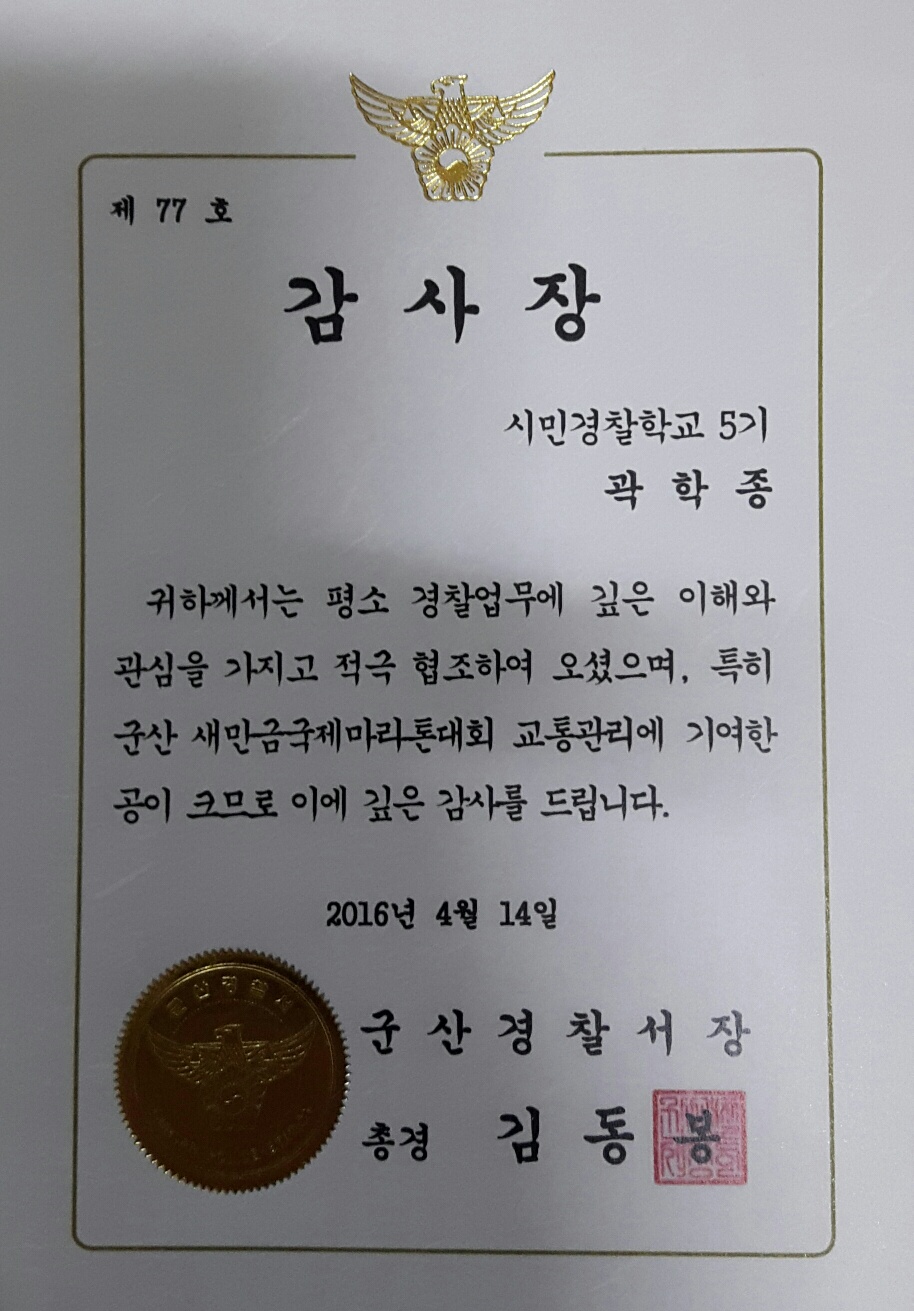 제 77 호
감 사 장
시민경찰학교 5기
곽 학 종
귀하께서는 평소 경찰업무에 깊은 이해와
관심을 가지고 적극 협조하여 오셨으며, 특히
군산 새만금국제마라톤대회 교통관리에 기여한
공이 크므로 이에 깊은 감사를 드립니다.
2016년 4월 14일
군산경찰서
군 산 경 찰 서 장
총경 김 동 봉